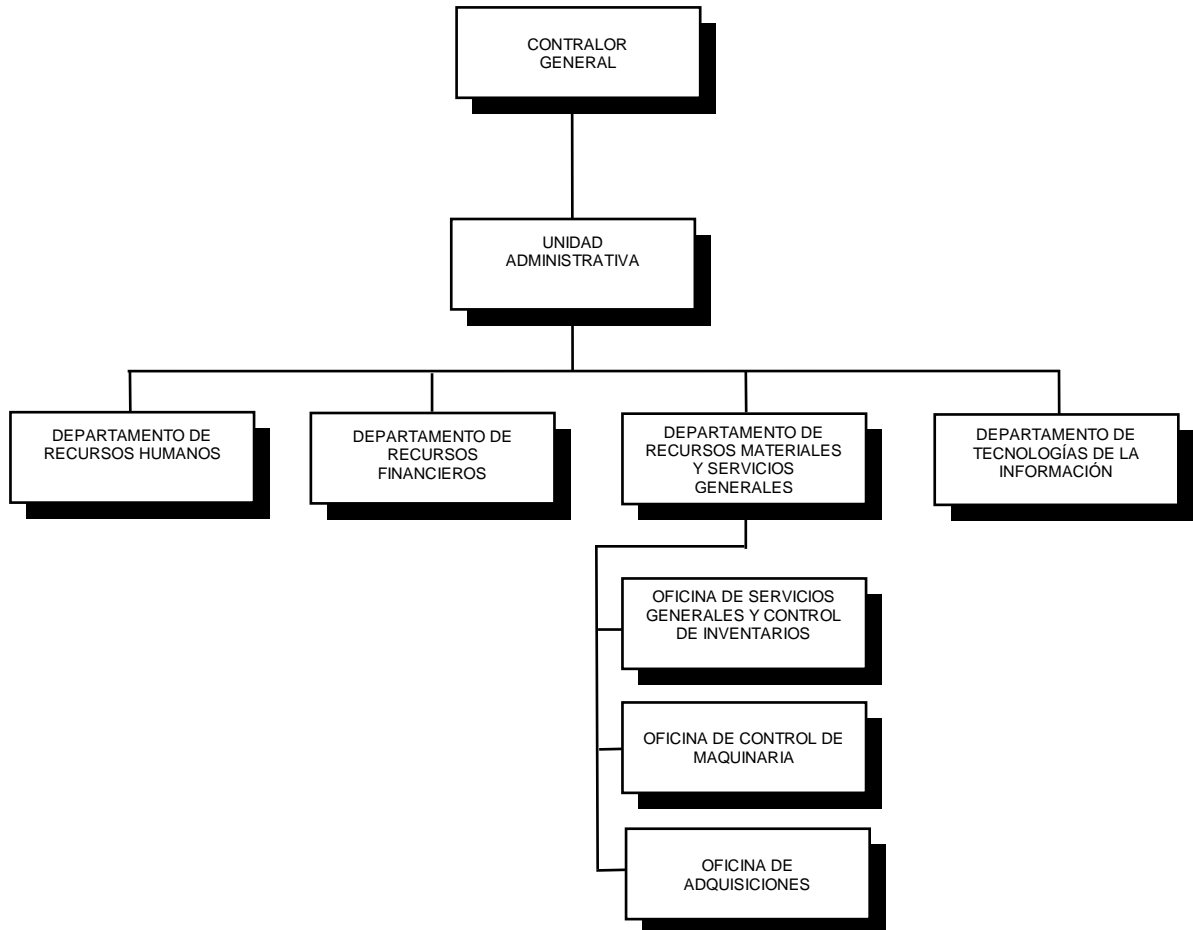 CONTRALOR
GENERAL
UNIDAD
ADMINISTRATIVA
DEPARTAMENTO DE
RECURSOS HUMANOS
DEPARTAMENTO DE
RECURSOS
FINANCIEROS
DEPARTAMENTO DE
RECURSOS MATERIALES
Y SERVICIOS
GENERALES
DEPARTAMENTO DE
TECNOLOGÍAS DE LA
INFORMACIÓN
OFICINA DE SERVICIOS
GENERALES Y CONTROL
DE INVENTARIOS
OFICINA DE CONTROL DE
MAQUINARIA
OFICINA DE
ADQUISICIONES